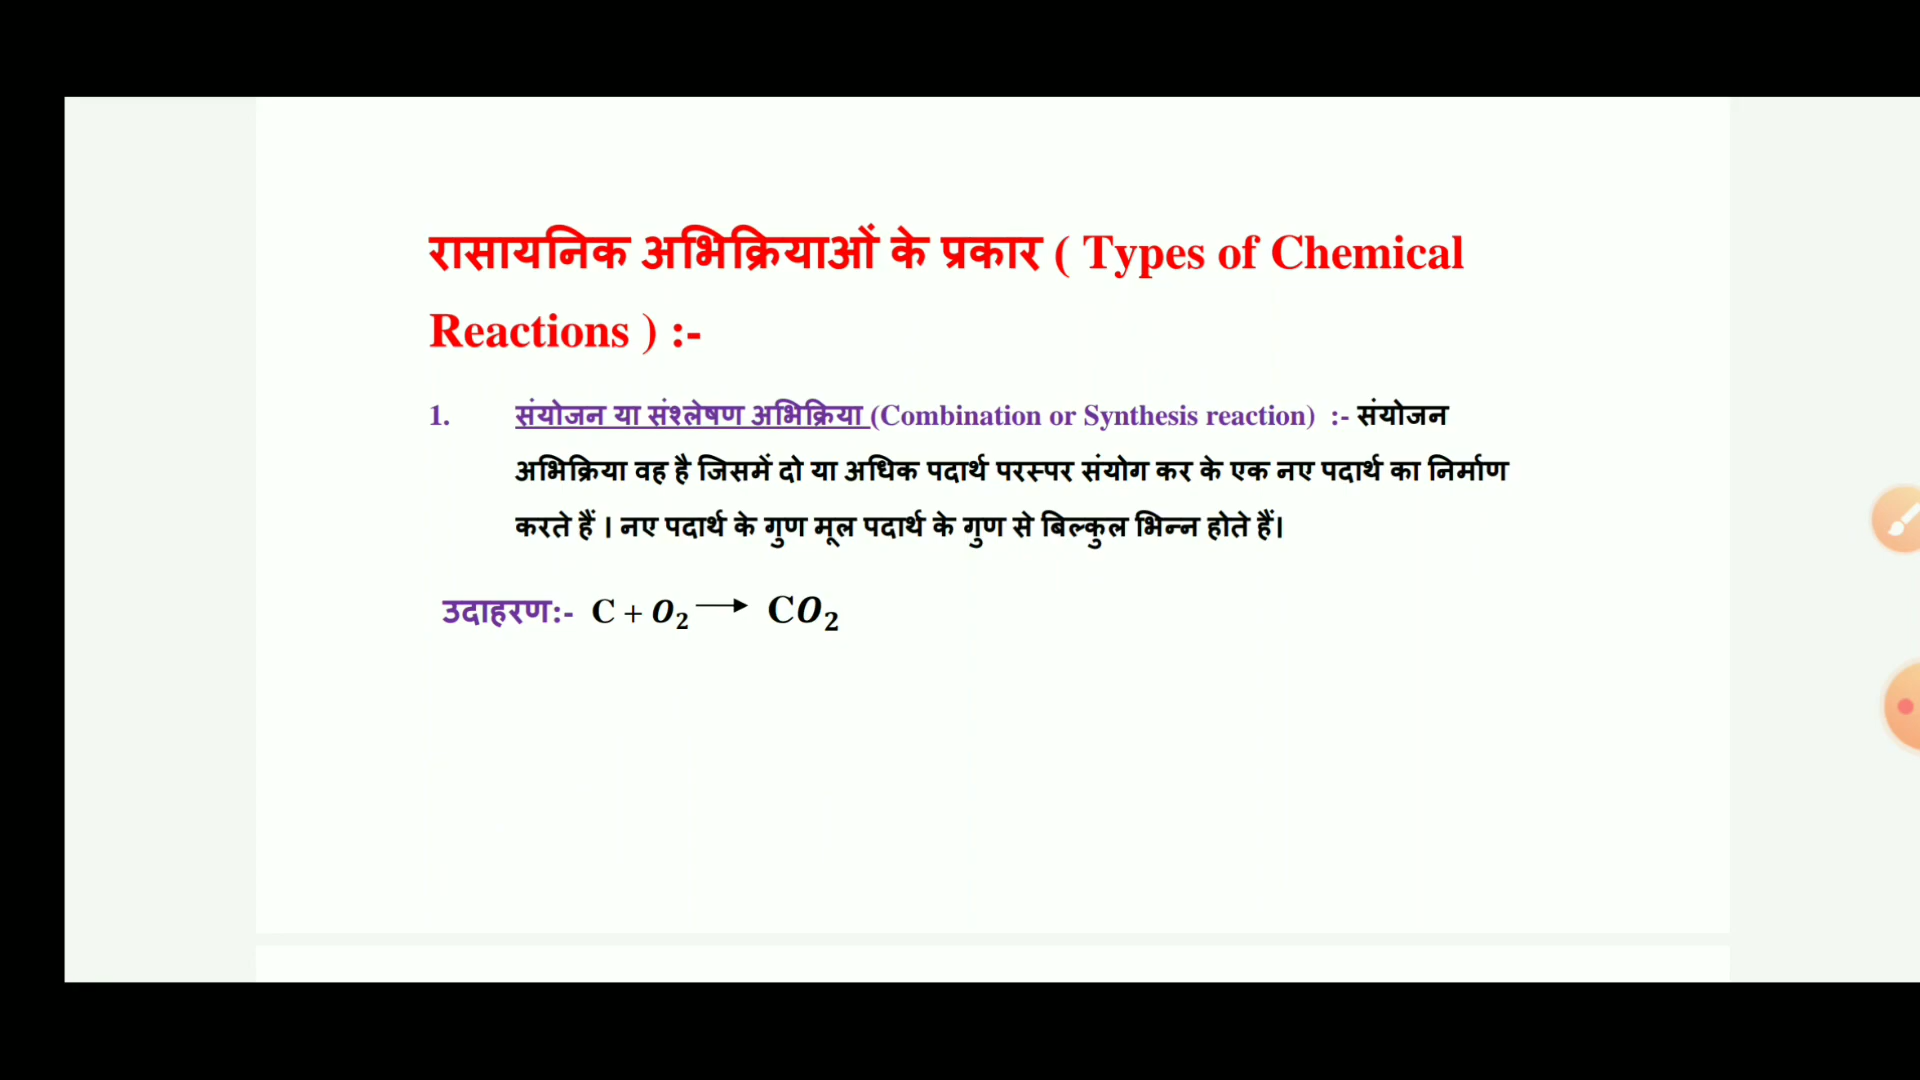 रासायनिक अभिक्रियाओं के प्रकार ( Types of Chemical
Reactions ) :-
1. संयोजन या संश्लेषण अभिक्रिया (Combination or Synthesis reaction) :- संयोजन
अभिक्रिया वह है जिसमें दो या अधिक पदार्थ परस्पर संयोग कर के एक नए पदार्थ का निर्माण
करते हैं । नए पदार्थ के गुण मूल पदार्थ के गुण से बिल्कुल भिन्न होते हैं।
उदाहरण:- C + O₂ ⟶ CO₂